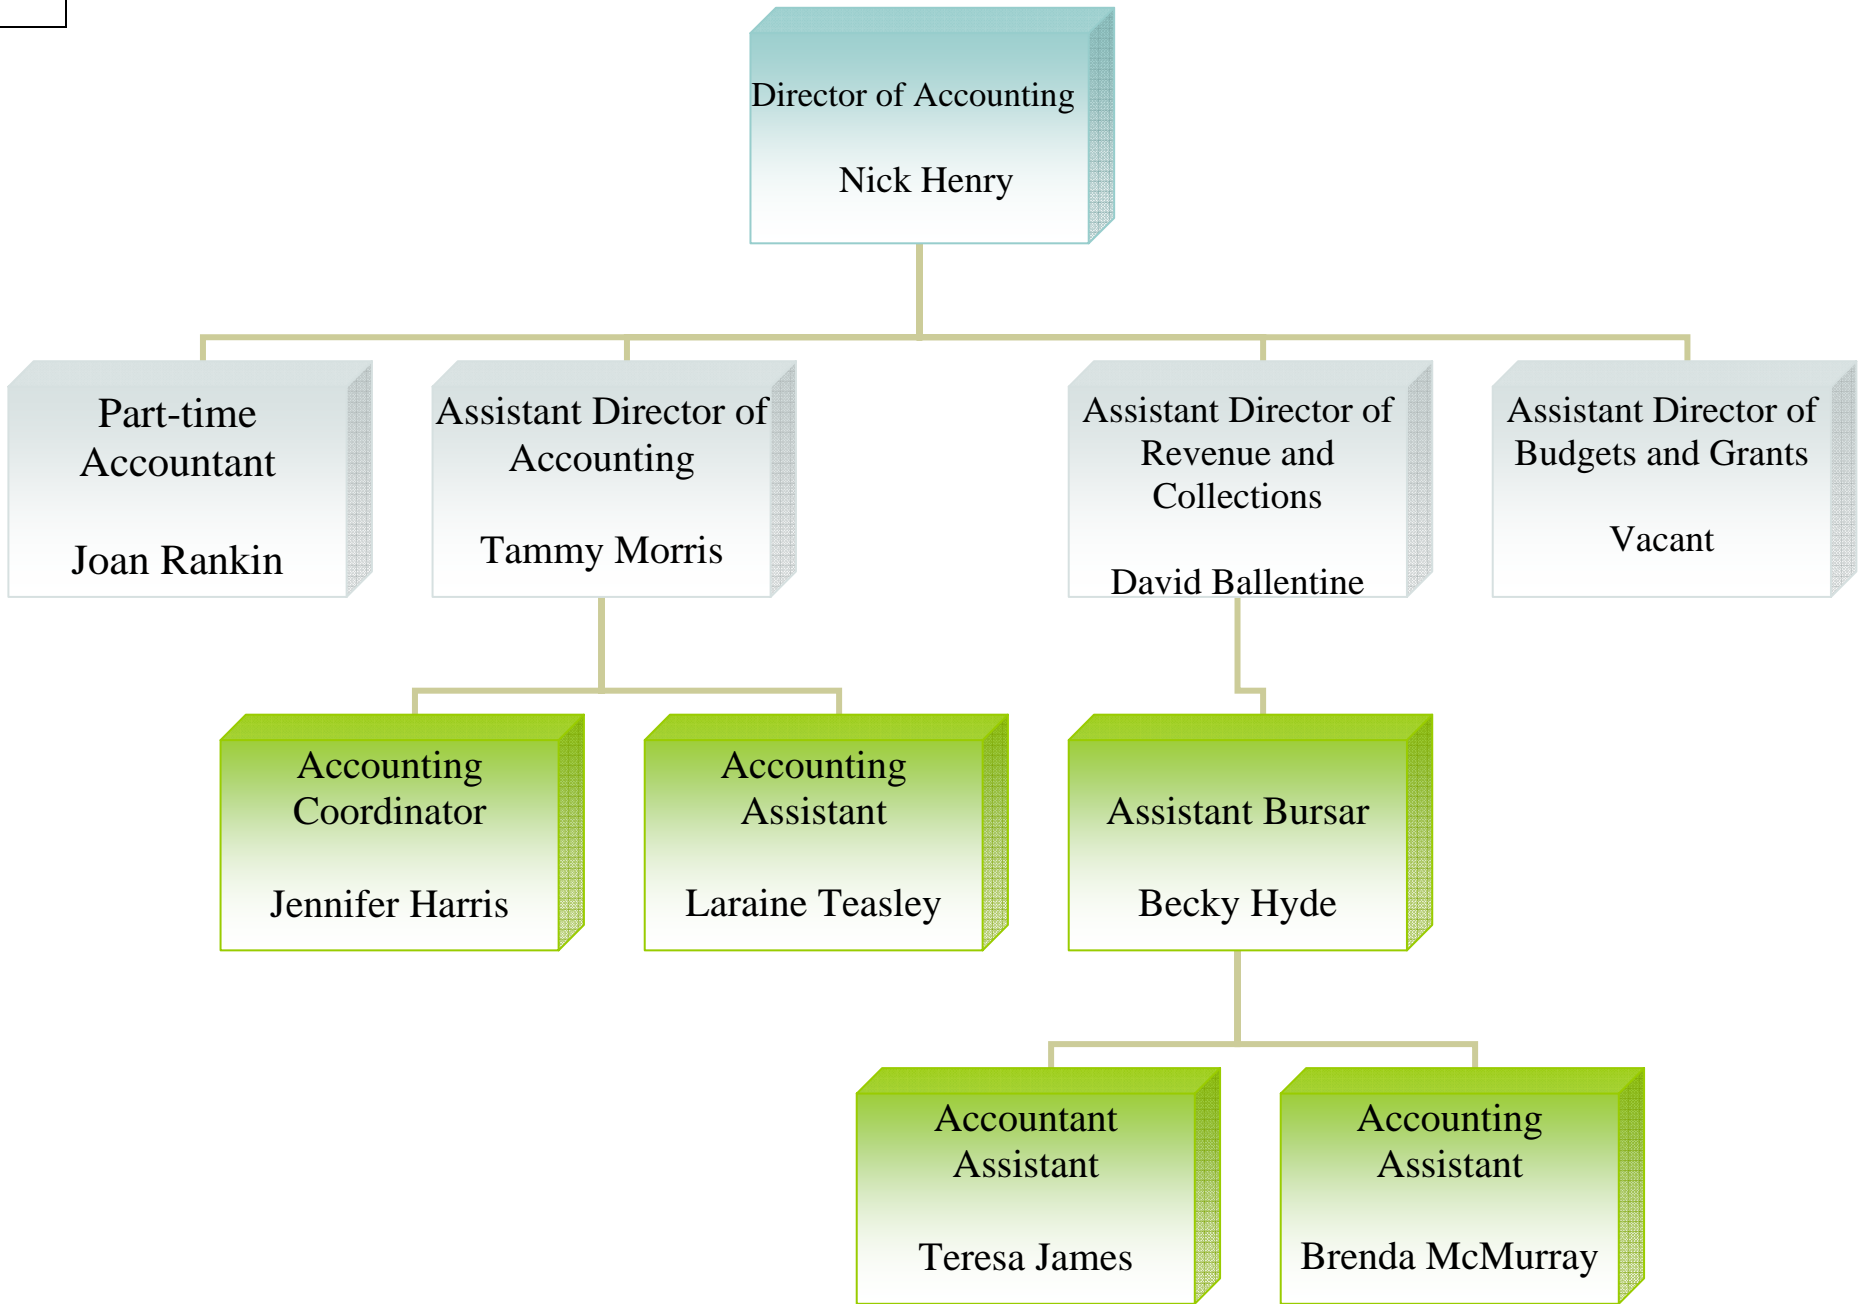 Director of Accounting
Nick Henry
Part-time
Accountant
Joan Rankin
Assistant Director of
Accounting
Tammy Morris
Assistant Director of
Revenue and
Collections
David Ballentine
Assistant Director of
Budgets and Grants
Vacant
Accounting
Coordinator
Jennifer Harris
Accounting
Assistant
Laraine Teasley
Assistant Bursar
Becky Hyde
Accountant
Assistant
Teresa James
Accounting
Assistant
Brenda McMurray